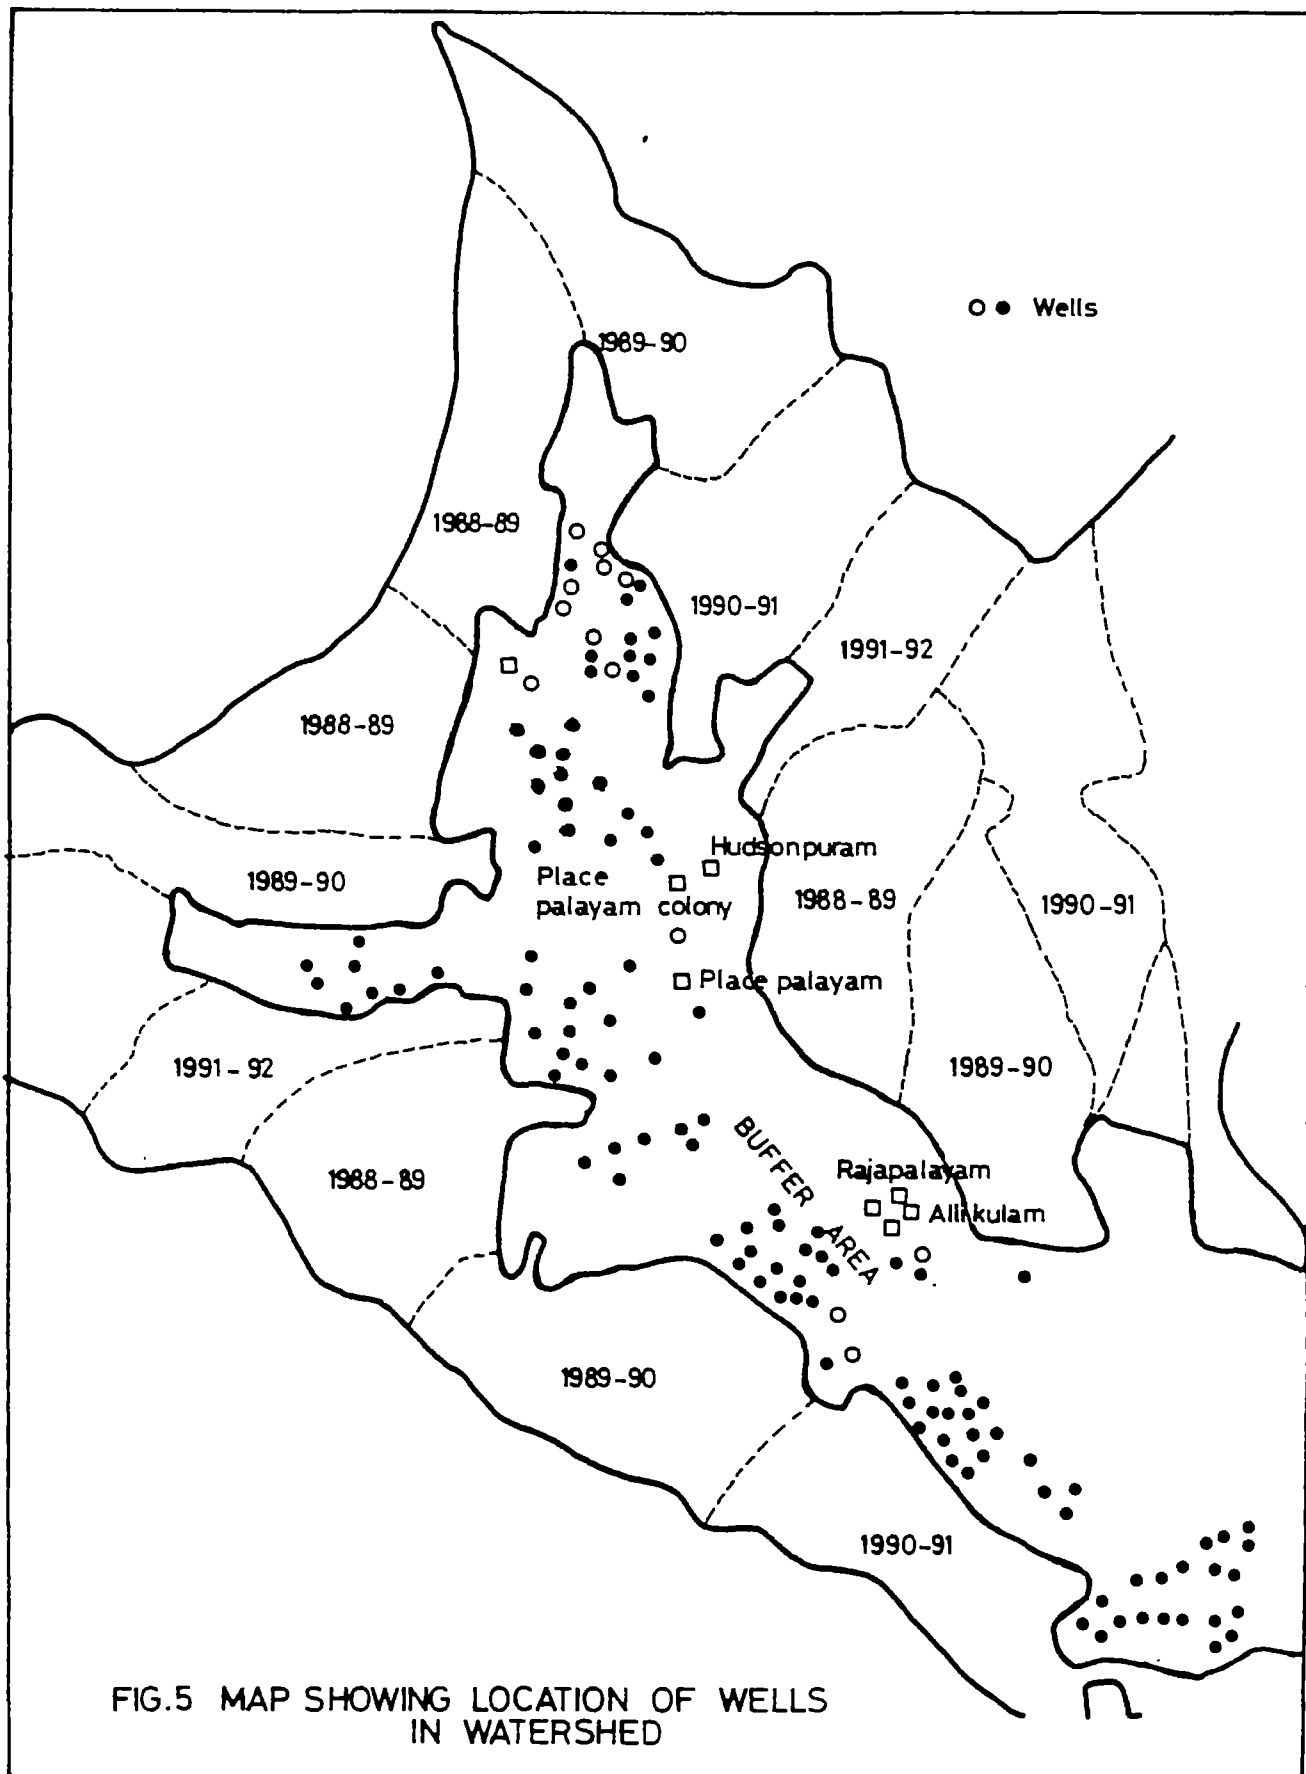 Wells
1989-90
1988-89
1990-91
1991-92
1988-89
Hudsonpuram
Place
palayam colony
1989-90
1988-89
1990-91
Place palayam
1991-92
1989-90
BUFFER AREA
Rajapalayam
1988-89
Allikulam
1989-90
1990-91
FIG.5 MAP SHOWING LOCATION OF WELLS
IN WATERSHED